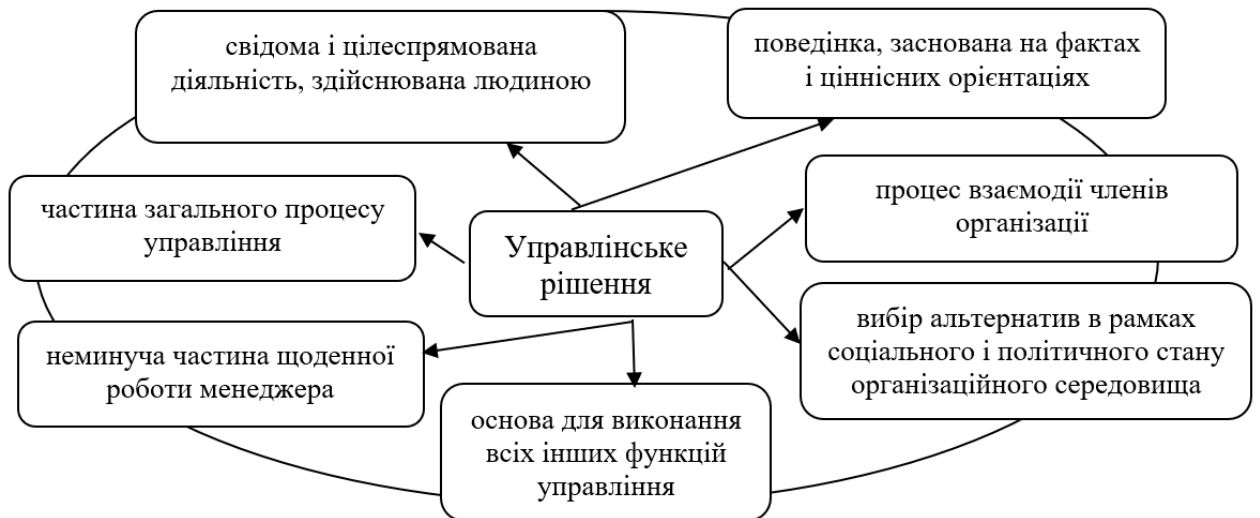 свідома і цілеспрямована
діяльність, здійснювана людиною
поведінка, заснована на фактах
і ціннісних орієнтаціях
частина загального процесу
управління
процес взаємодії членів
організації
Управлінське
рішення
неминуча частина щоденної
роботи менеджера
вибір альтернатив в рамках
соціального і політичного стану
організаційного середовища
основа для виконання
всіх інших функцій
управління